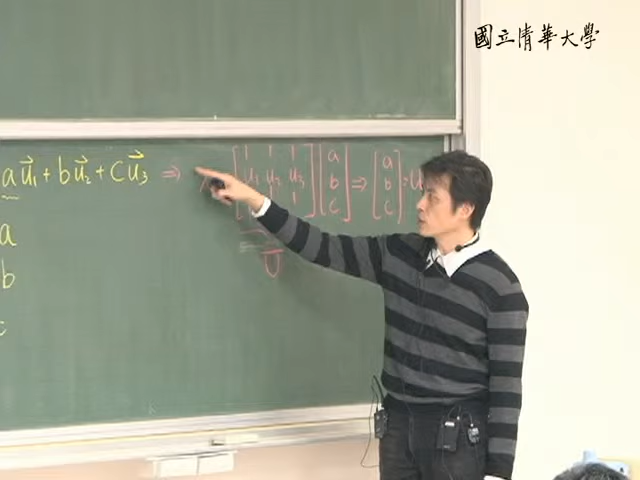 國立清華大學
a u⃗₁ + b u⃗₂ + c u⃗₃ ⇒ [u₁ u₂ u₃] [a b c] ⇒ [a b c] = U
a
b
c
U